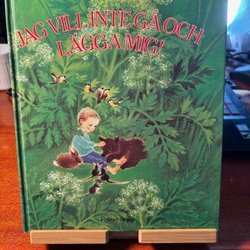 JAG VILL INTE GÅ OCH
LÄGGA MIG!